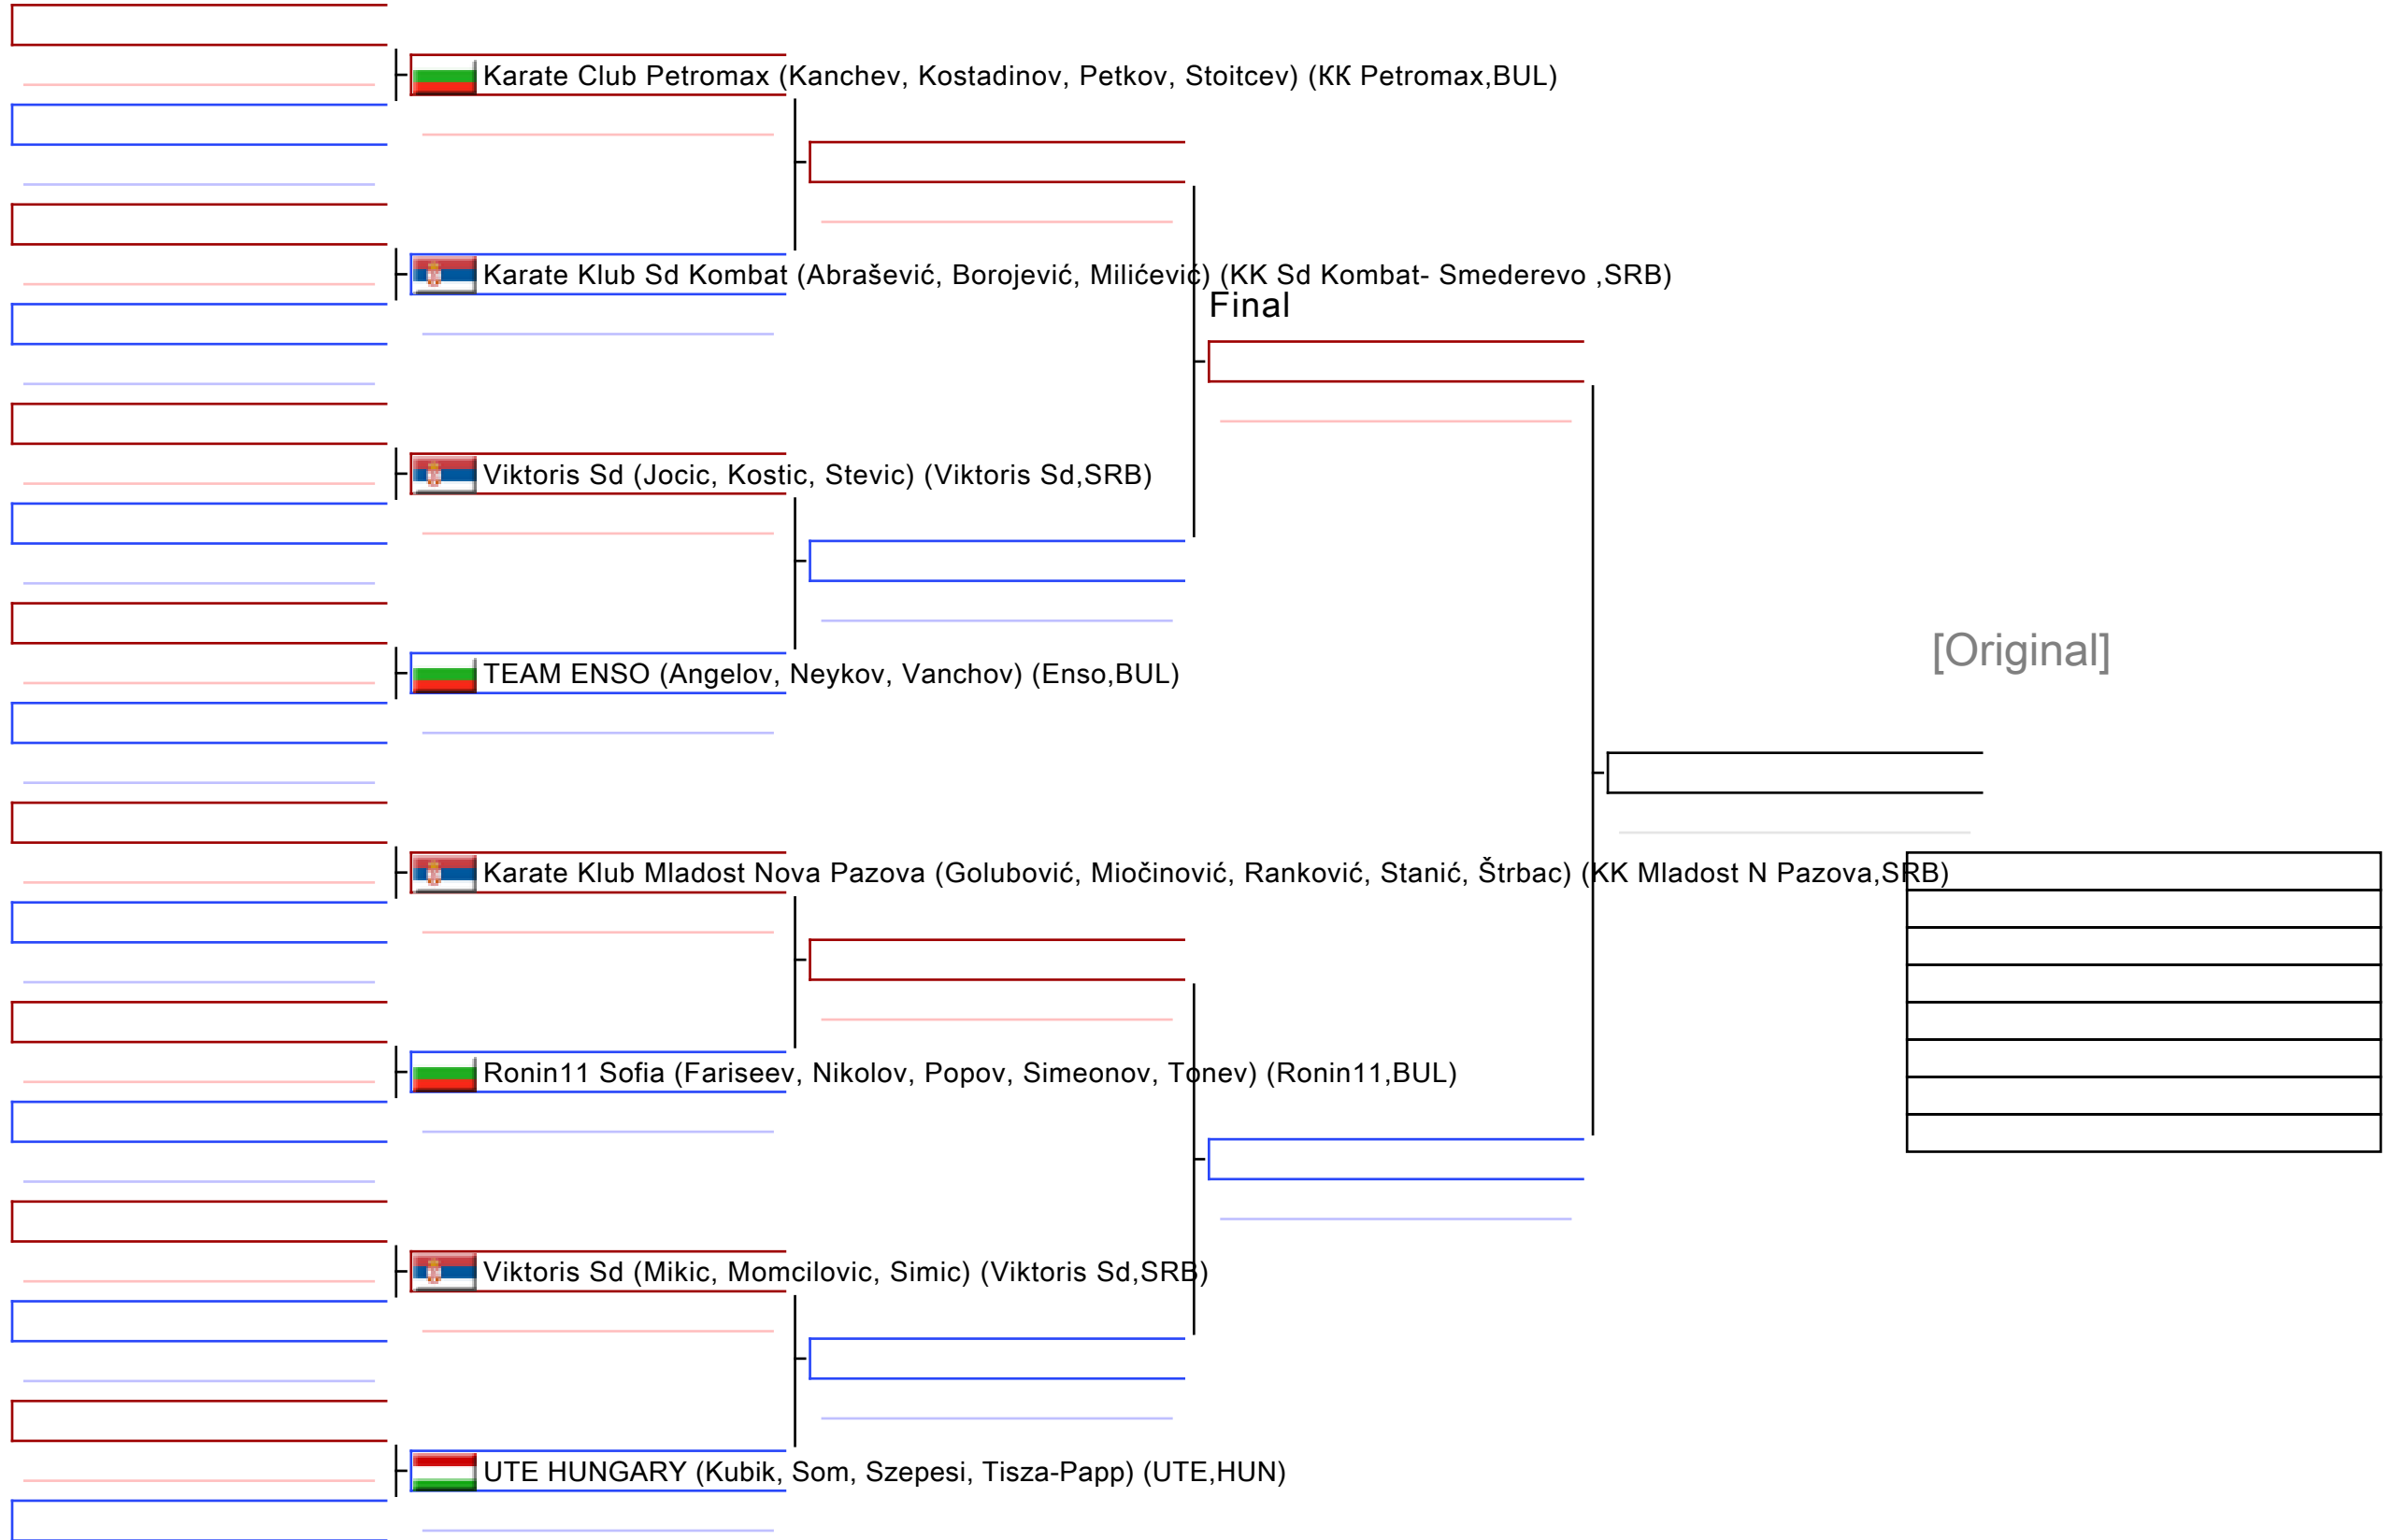 Karate Club Petromax (Kanchev, Kostadinov, Petkov, Stoitcev) (КК Petromax,BUL)
Karate Klub Sd Kombat (Abrašević, Borojević, Milićević) (KK Sd Kombat- Smederevo ,SRB)
Final
Viktoris Sd (Jocic, Kostic, Stevic) (Viktoris Sd,SRB)
[Original]
TEAM ENSO (Angelov, Neykov, Vanchov) (Enso,BUL)
Karate Klub Mladost Nova Pazova (Golubović, Miočinović, Ranković, Stanić, Štrbac) (KK Mladost N Pazova,SRB)
Ronin11 Sofia (Fariseev, Nikolov, Popov, Simeonov, Tonev) (Ronin11,BUL)
Viktoris Sd (Mikic, Momcilovic, Simic) (Viktoris Sd,SRB)
UTE HUNGARY (Kubik, Som, Szepesi, Tisza-Papp) (UTE,HUN)